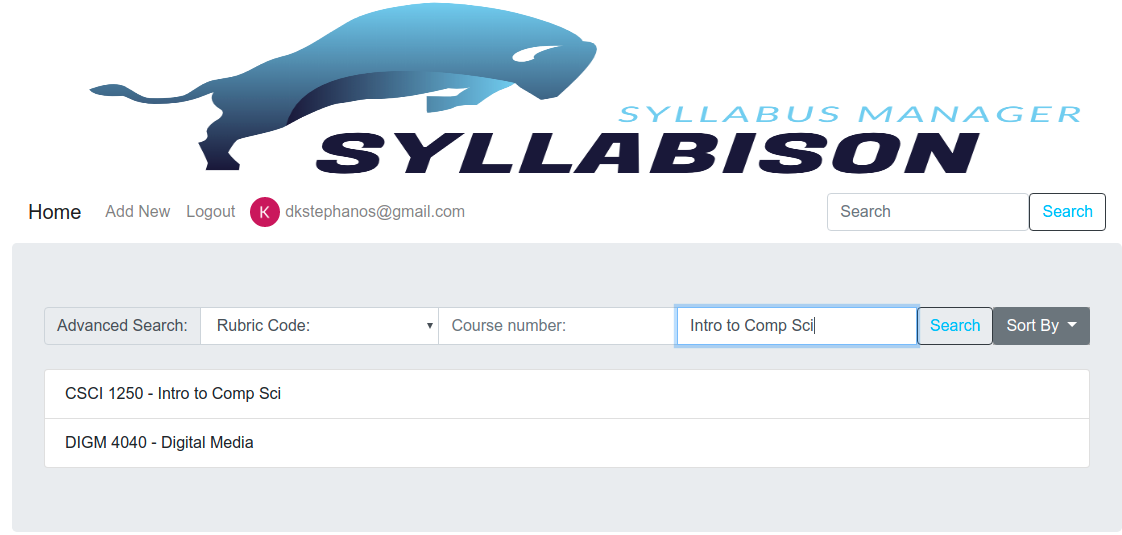 SYLLABUS MANAGER
SYLLABISON
Home Add New Logout K dkstephanos@gmail.com Search Search
Advanced Search: Rubric Code: Course number: Intro to Comp Sci Search Sort By
CSCI 1250 - Intro to Comp Sci
DIGM 4040 - Digital Media